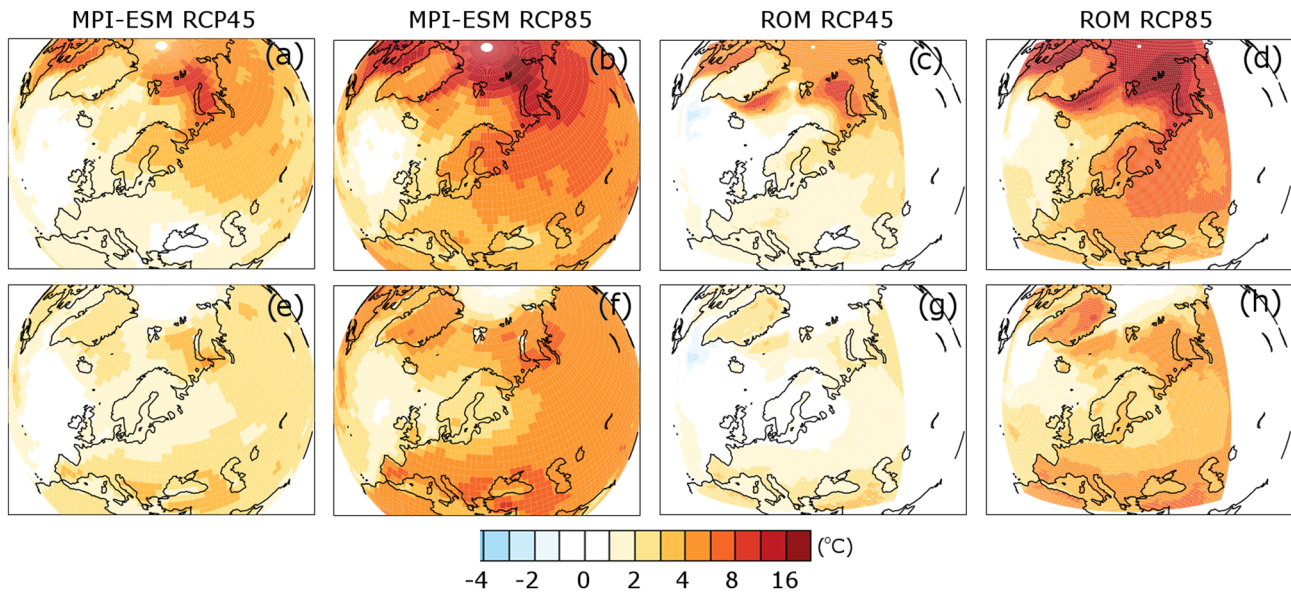 MPI-ESM RCP45 MPI-ESM RCP85 ROM RCP45 ROM RCP85
(a) (b) (c) (d)
(e) (f) (g) (h)
(°C)
-4 -2 0 2 4 8 16